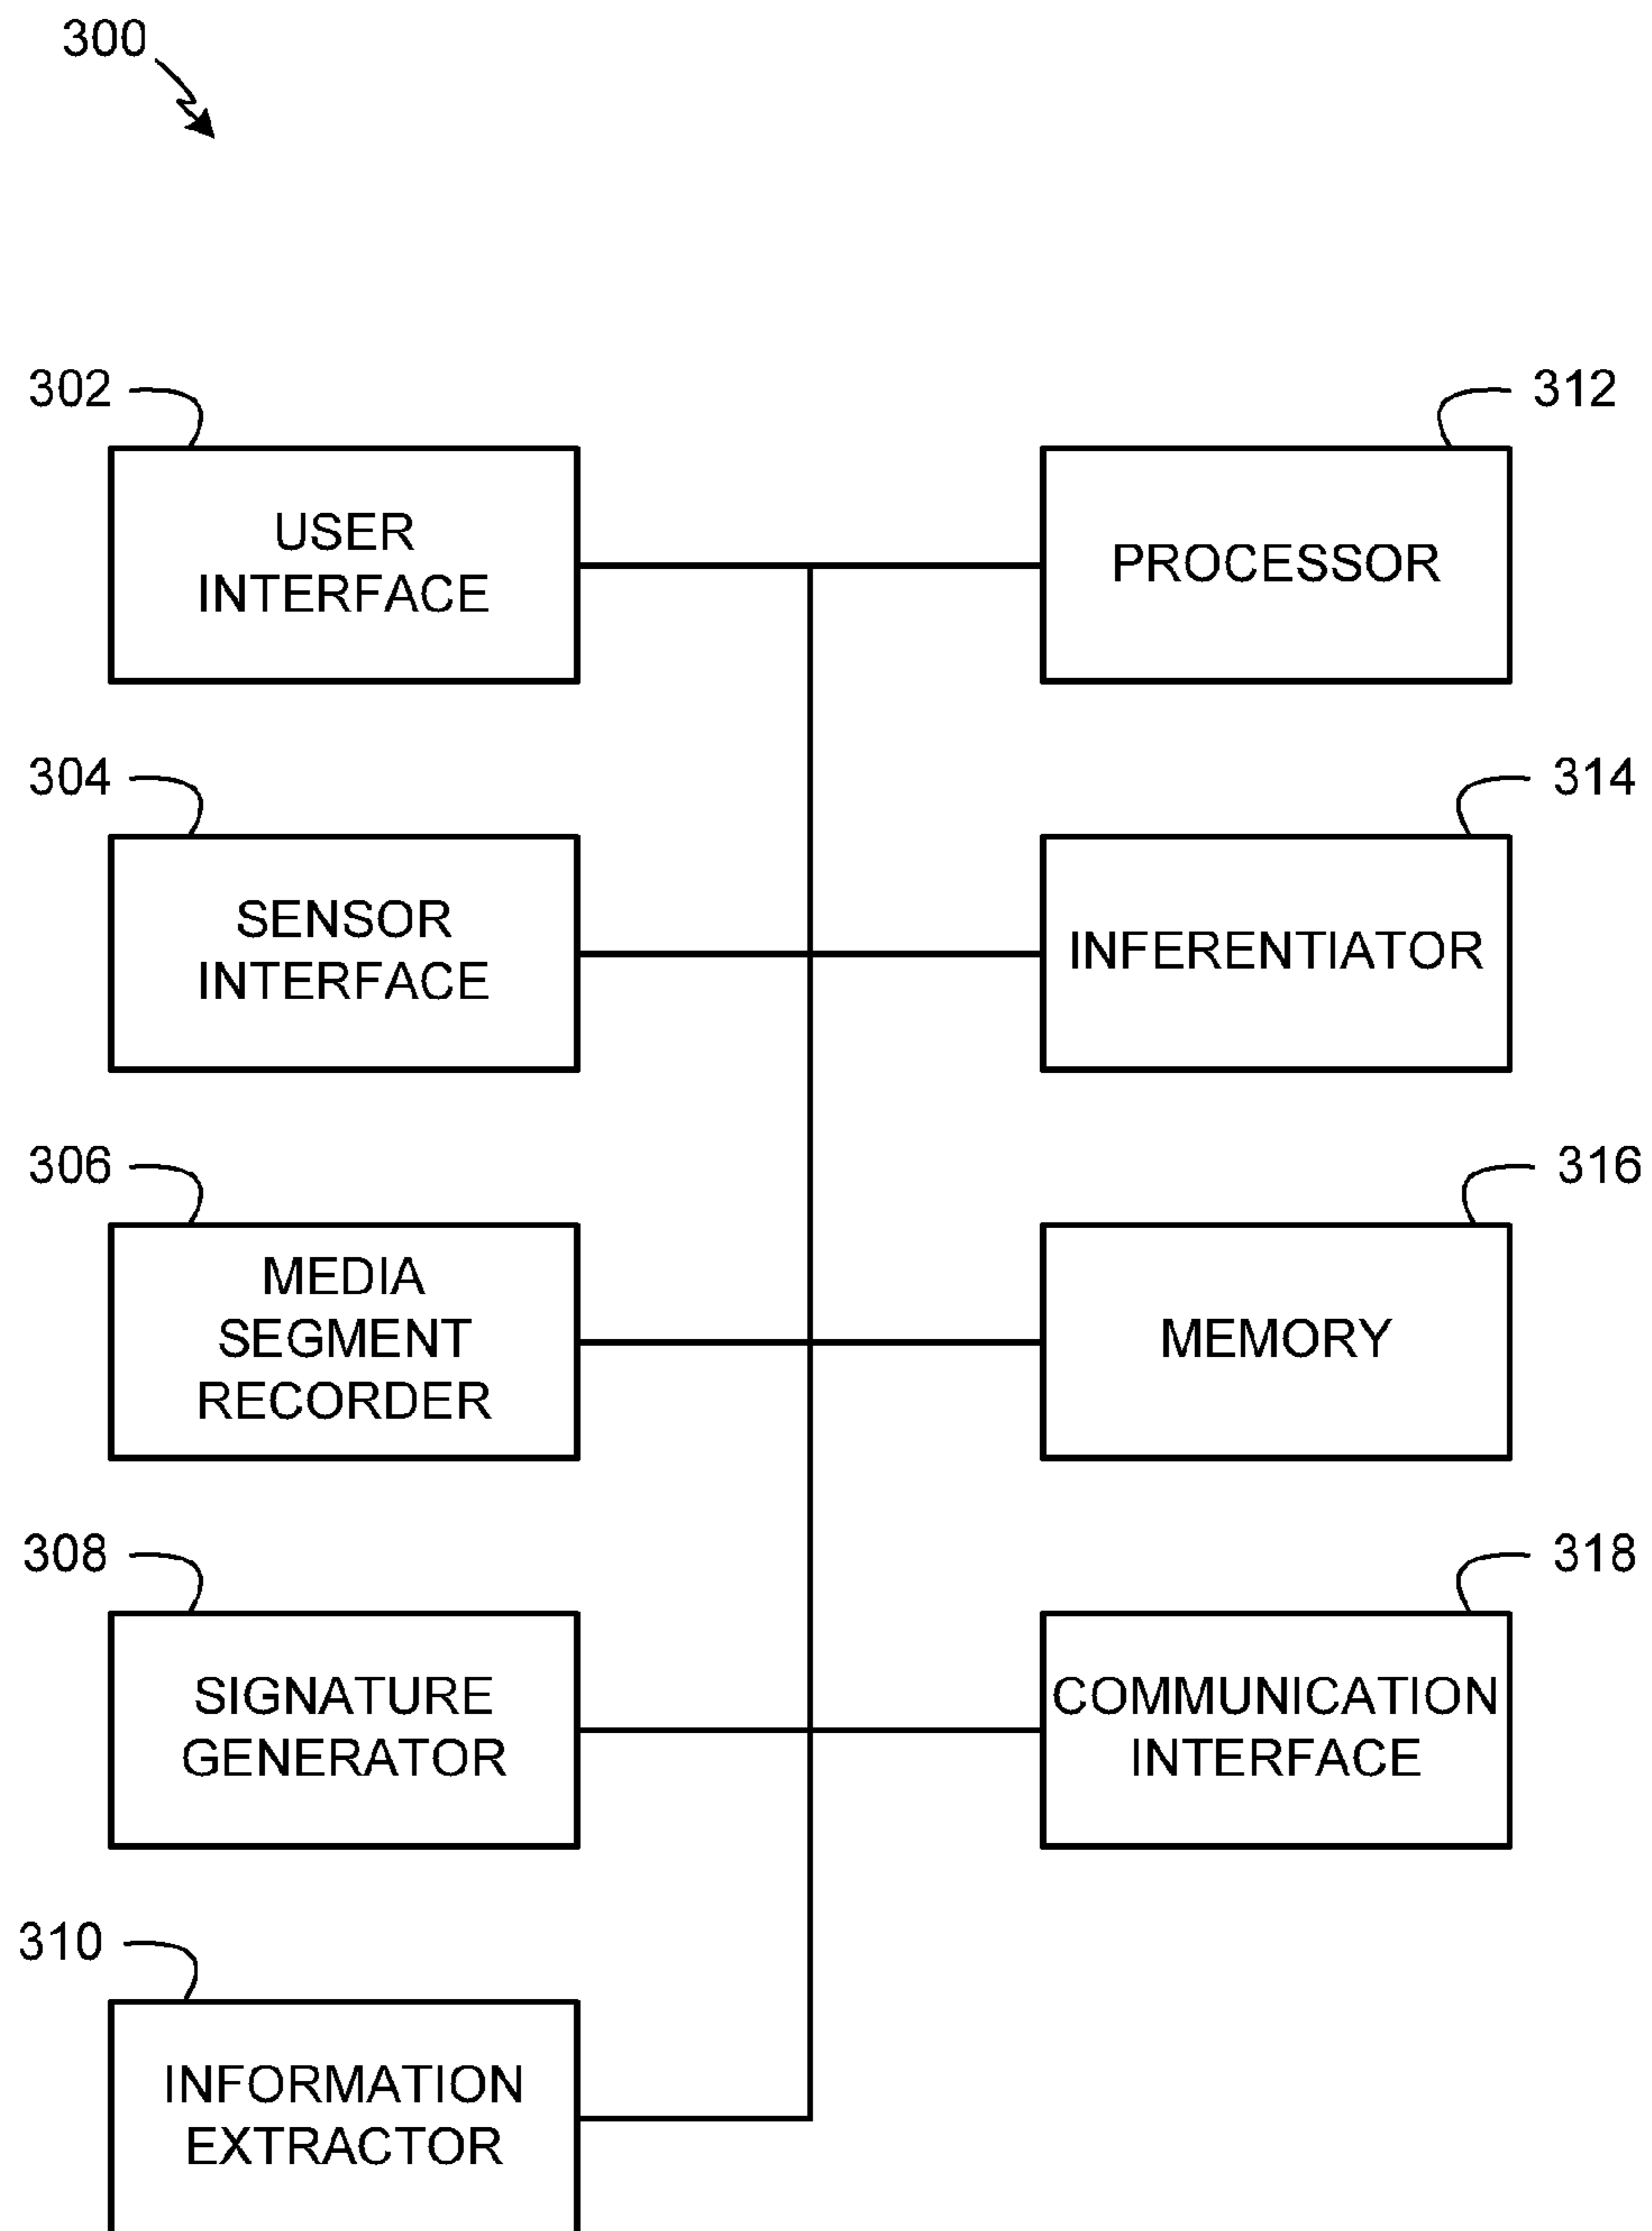 300
302
312
USER
INTERFACE
PROCESSOR
304
314
SENSOR
INTERFACE
INFERENTIATOR
306
316
MEDIA
SEGMENT
RECORDER
MEMORY
308
318
SIGNATURE
GENERATOR
COMMUNICATION
INTERFACE
310
INFORMATION
EXTRACTOR